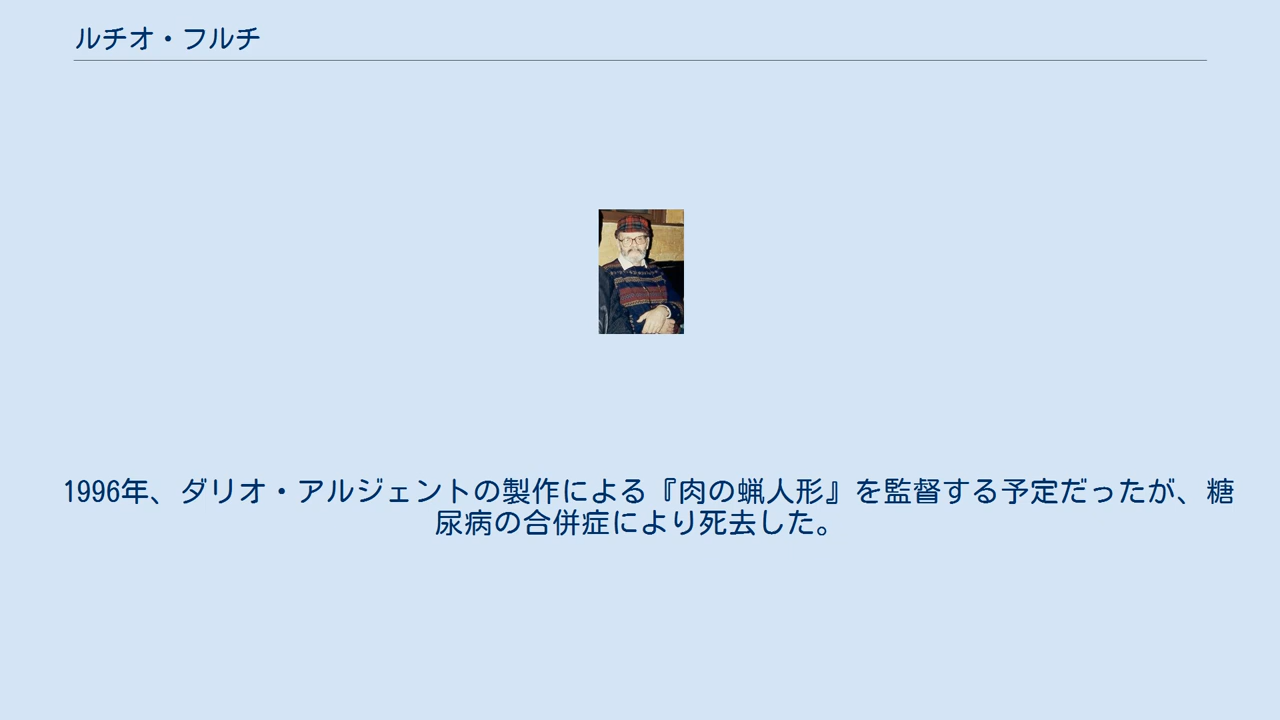 ルチオ・フルチ
1996年、ダリオ・アルジェントの製作による『肉の蝋人形』を監督する予定だったが、糖
尿病の合併症により死去した。